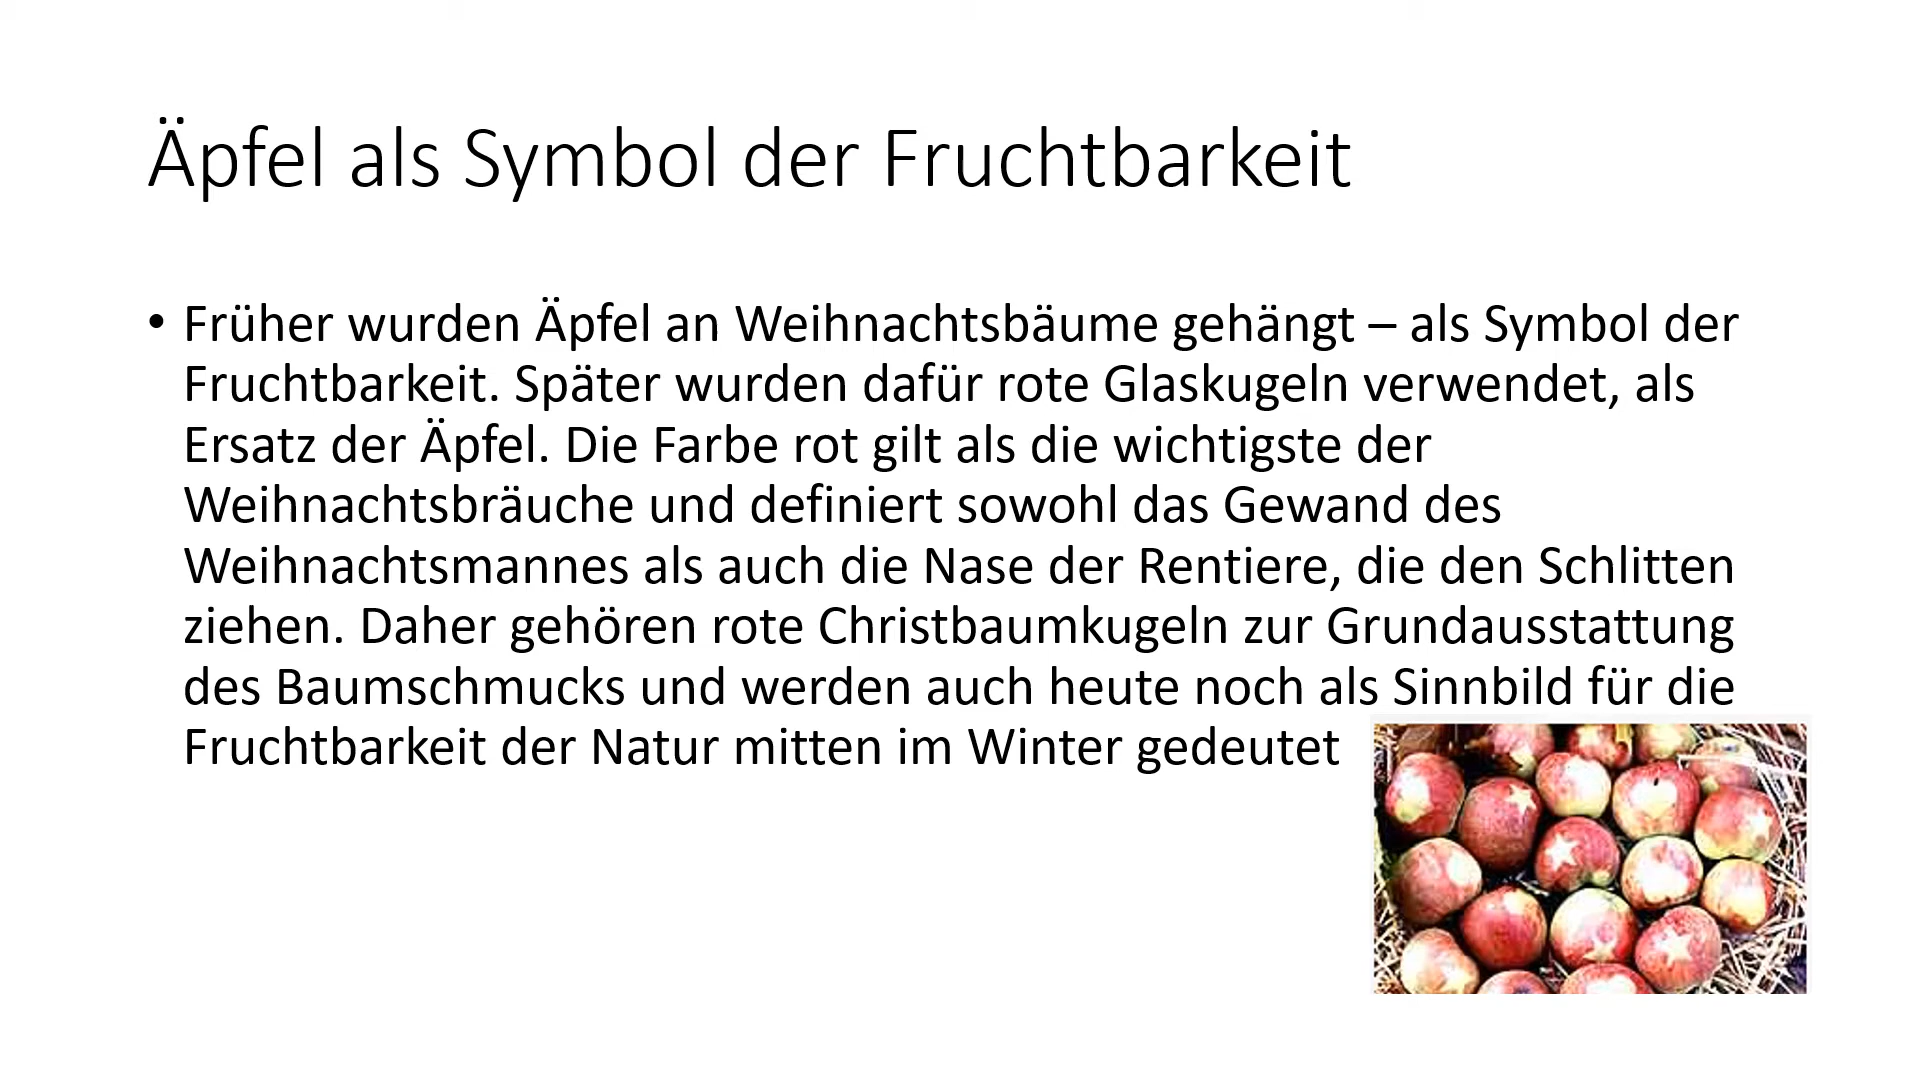 Äpfel als Symbol der Fruchtbarkeit
• Früher wurden Äpfel an Weihnachtsbäume gehängt – als Symbol der
Fruchtbarkeit. Später wurden dafür rote Glaskugeln verwendet, als
Ersatz der Äpfel. Die Farbe rot gilt als die wichtigste der
Weihnachtsbräuche und definiert sowohl das Gewand des
Weihnachtsmannes als auch die Nase der Rentiere, die den Schlitten
ziehen. Daher gehören rote Christbaumkugeln zur Grundausstattung
des Baumschmucks und werden auch heute noch als Sinnbild für die
Fruchtbarkeit der Natur mitten im Winter gedeutet